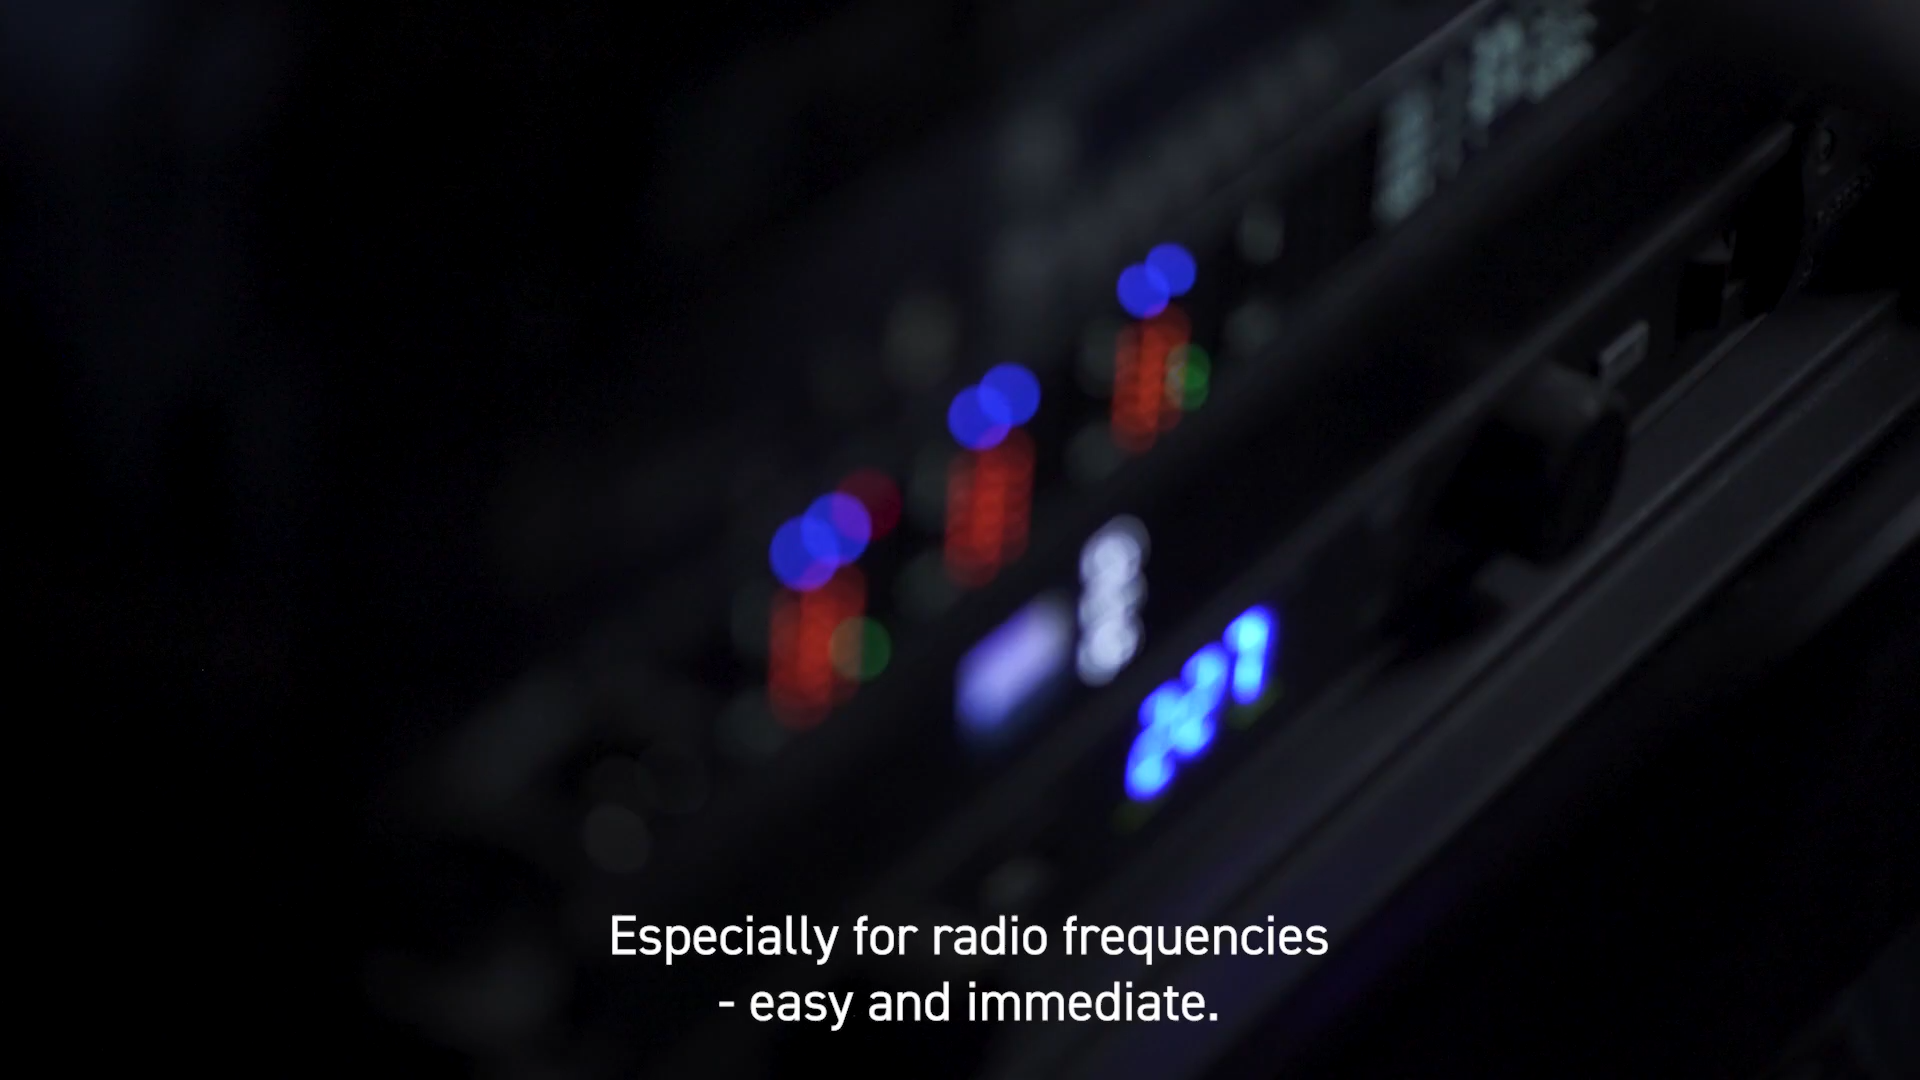 Especially for radio frequencies
- easy and immediate.